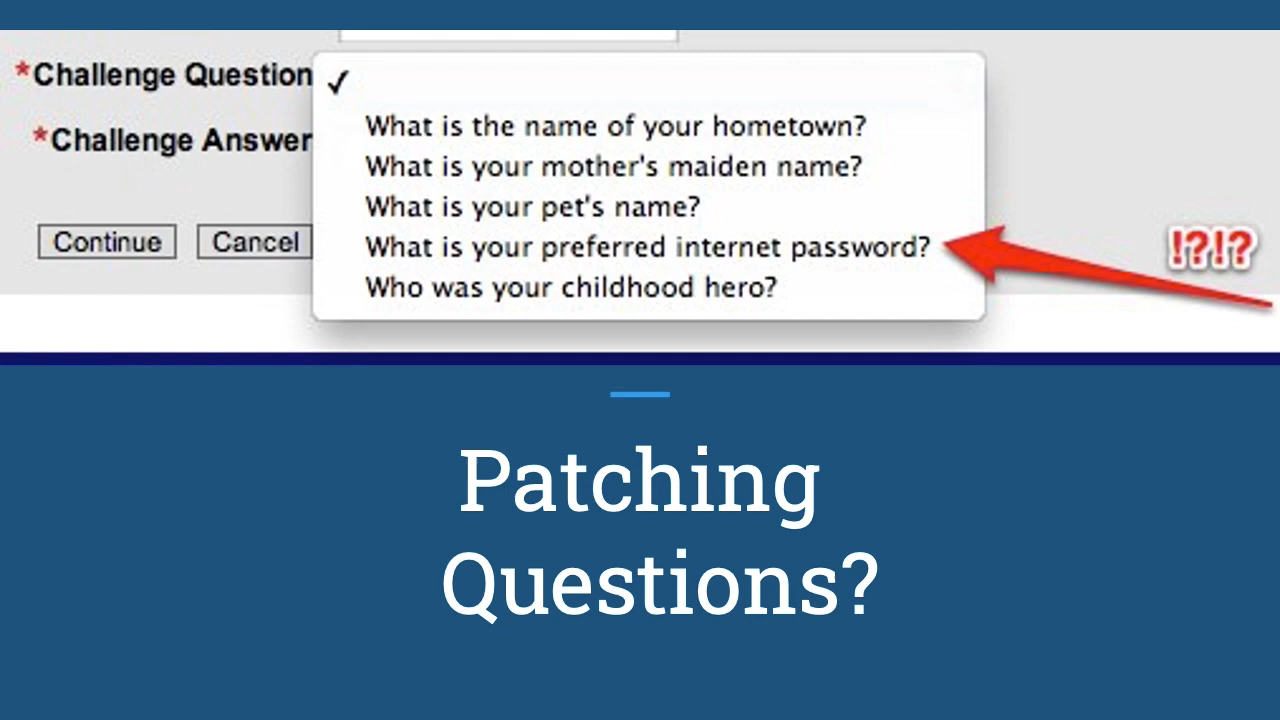 *Challenge Question
✓
What is the name of your hometown?
*Challenge Answer
What is your mother's maiden name?
What is your pet's name?
Continue
Cancel
What is your preferred internet password?
!?!?
Who was your childhood hero?
Patching
Questions?